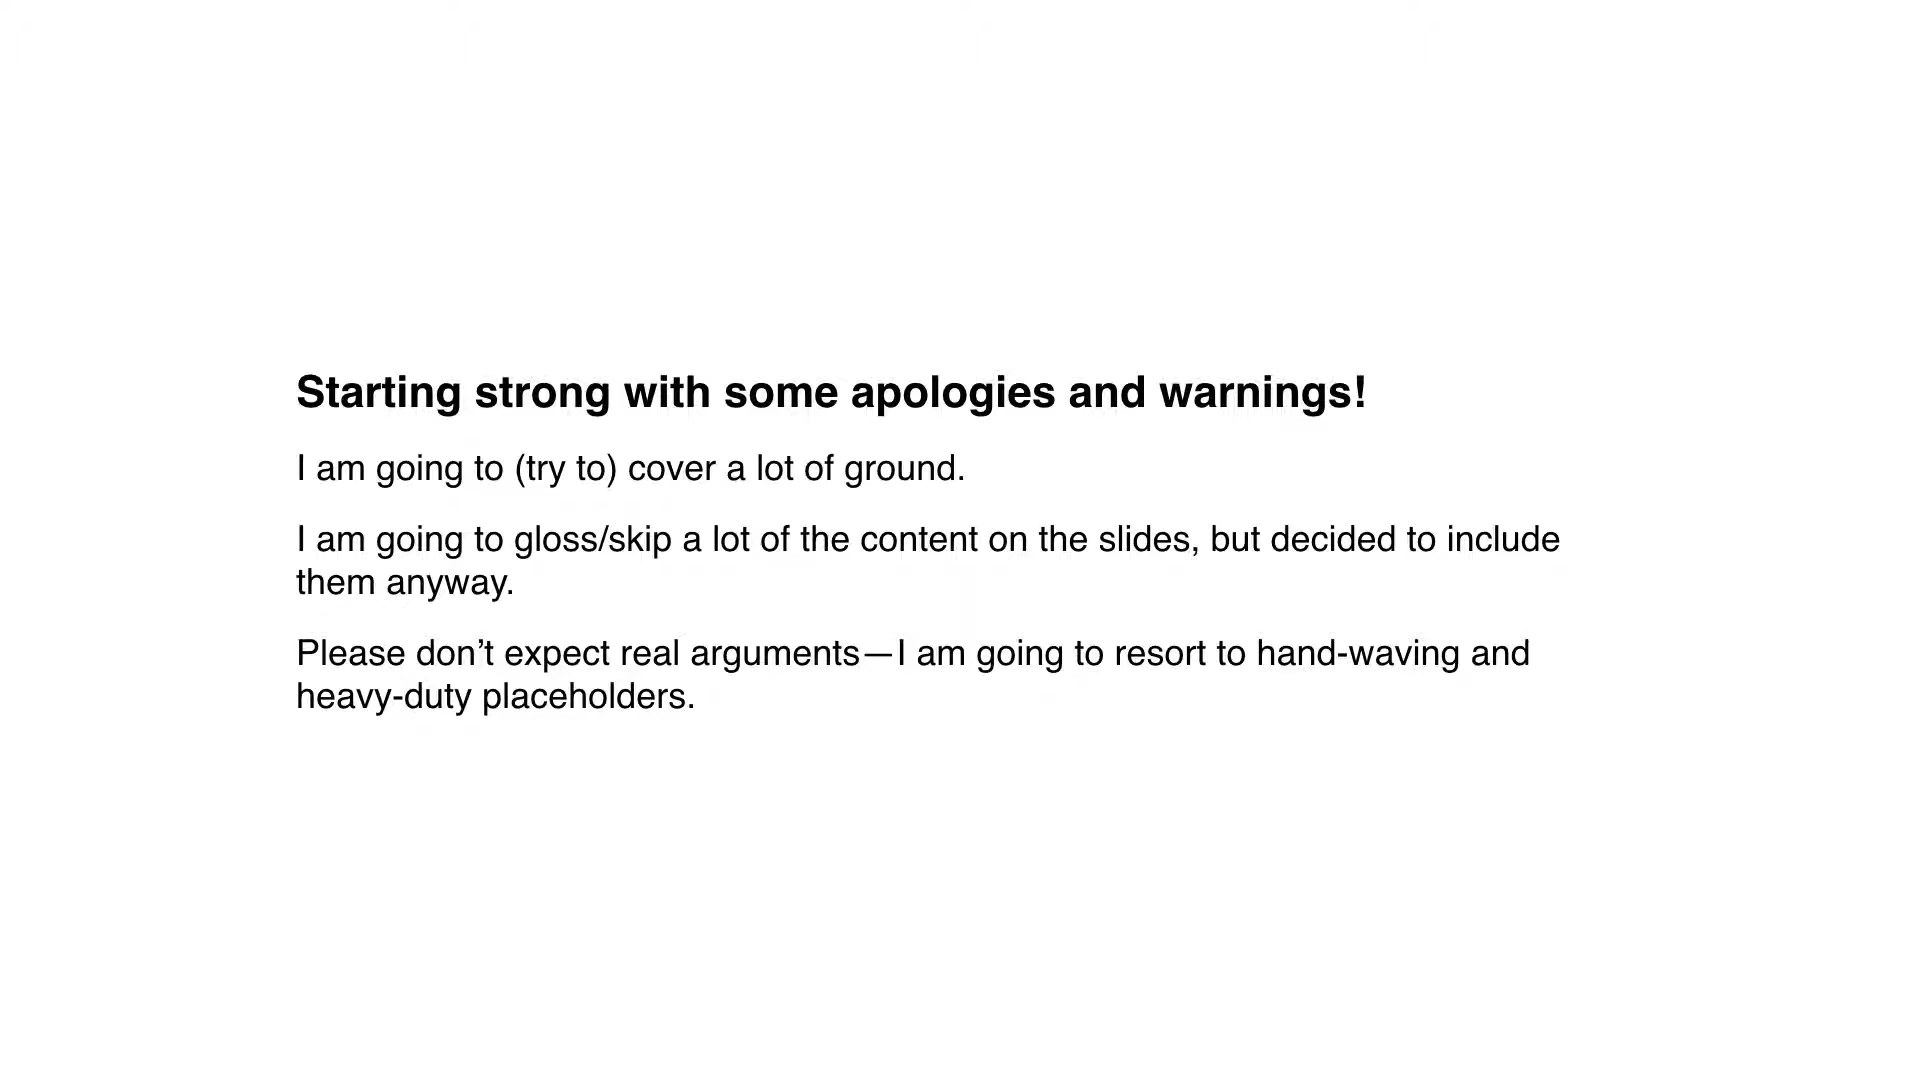 Starting strong with some apologies and warnings!
I am going to (try to) cover a lot of ground.
I am going to gloss/skip a lot of the content on the slides, but decided to include
them anyway.
Please don’t expect real arguments—I am going to resort to hand-waving and
heavy-duty placeholders.